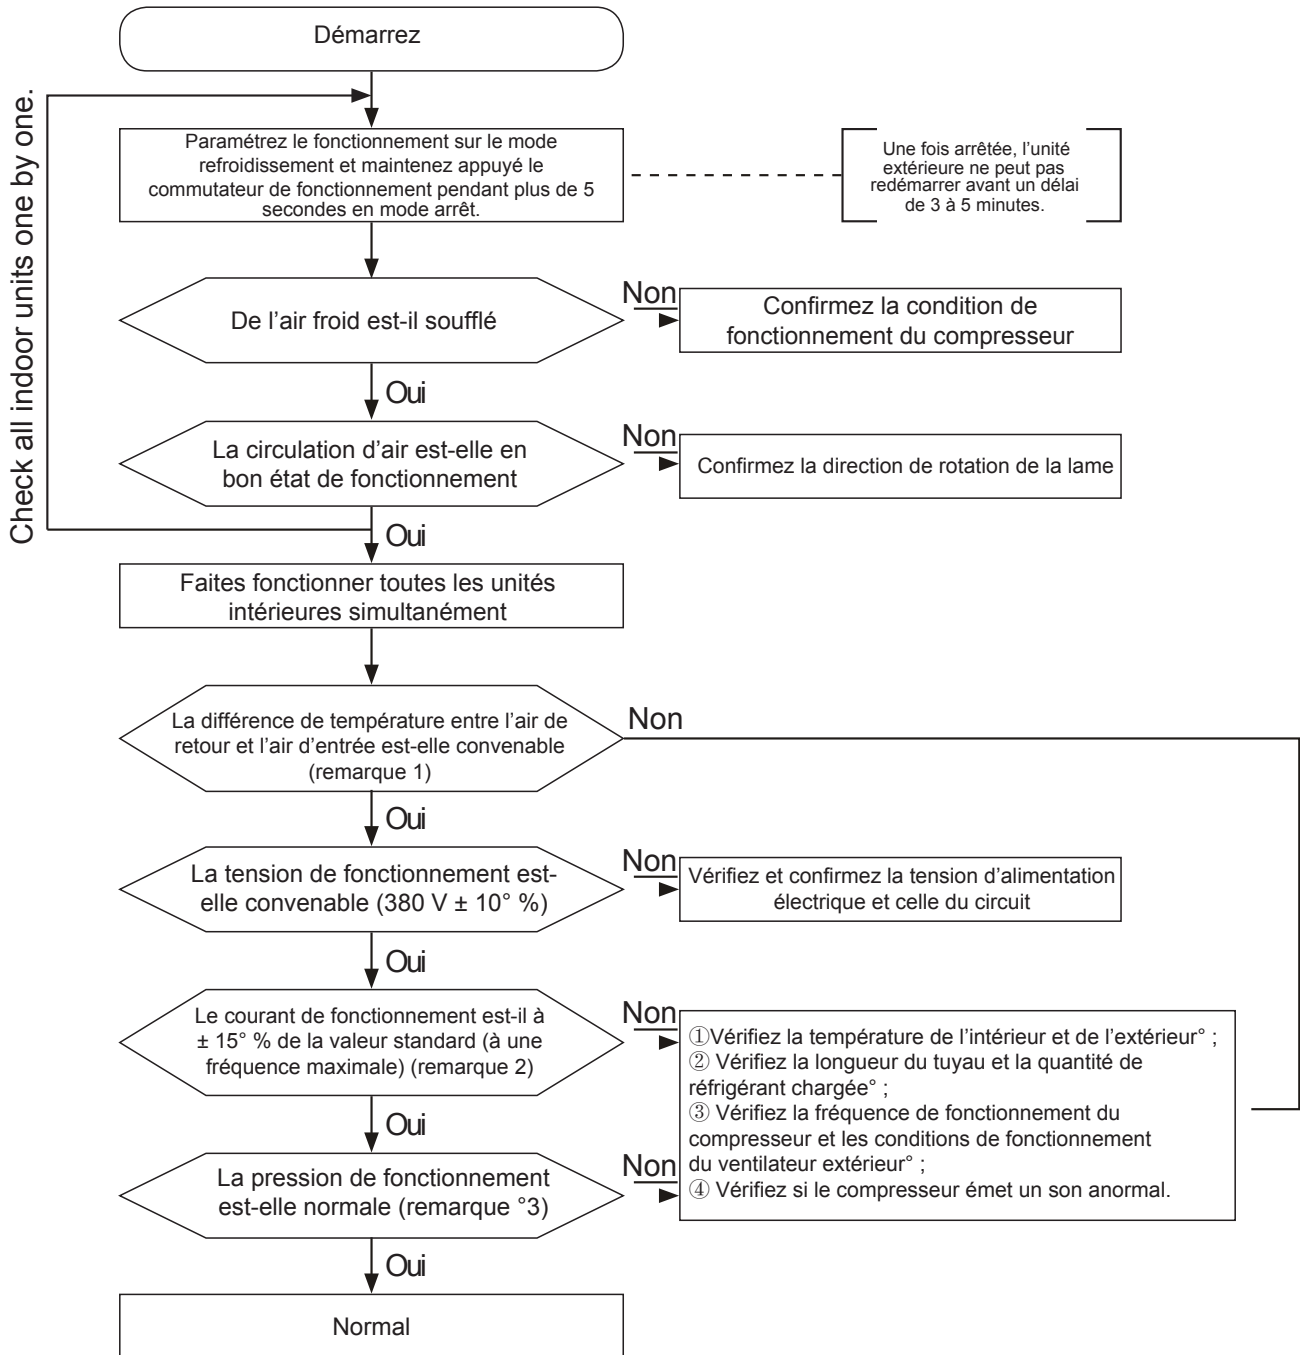 Démarrez
Check all indoor units one by one.
Paramétrez le fonctionnement sur le mode
refroidissement et maintenez appuyé le
commutateur de fonctionnement pendant plus de 5
secondes en mode arrêt.
Une fois arrêtée, l'unité
extérieure ne peut pas
redémarrer avant un délai
de 3 à 5 minutes.
De l'air froid est-il soufflé
Non
Confirmez la condition de
fonctionnement du compresseur
Oui
La circulation d'air est-elle en
bon état de fonctionnement
Non
Confirmez la direction de rotation de la lame
Oui
Faites fonctionner toutes les unités
intérieures simultanément
La différence de température entre l'air de
retour et l'air d'entrée est-elle convenable
(remarque 1)
Non
Oui
La tension de fonctionnement est-
elle convenable (380 V ± 10° %)
Non
Vérifiez et confirmez la tension d'alimentation
électrique et celle du circuit
Oui
Le courant de fonctionnement est-il à
± 15° % de la valeur standard (à une
fréquence maximale) (remarque 2)
Non
①Vérifiez la température de l'intérieur et de l'extérieur° ;
② Vérifiez la longueur du tuyau et la quantité de
réfrigérant chargée° ;
③ Vérifiez la fréquence de fonctionnement du
compresseur et les conditions de fonctionnement
du ventilateur extérieur° ;
④ Vérifiez si le compresseur émet un son anormal.
Oui
La pression de fonctionnement
est-elle normale (remarque °3)
Non
Oui
Normal